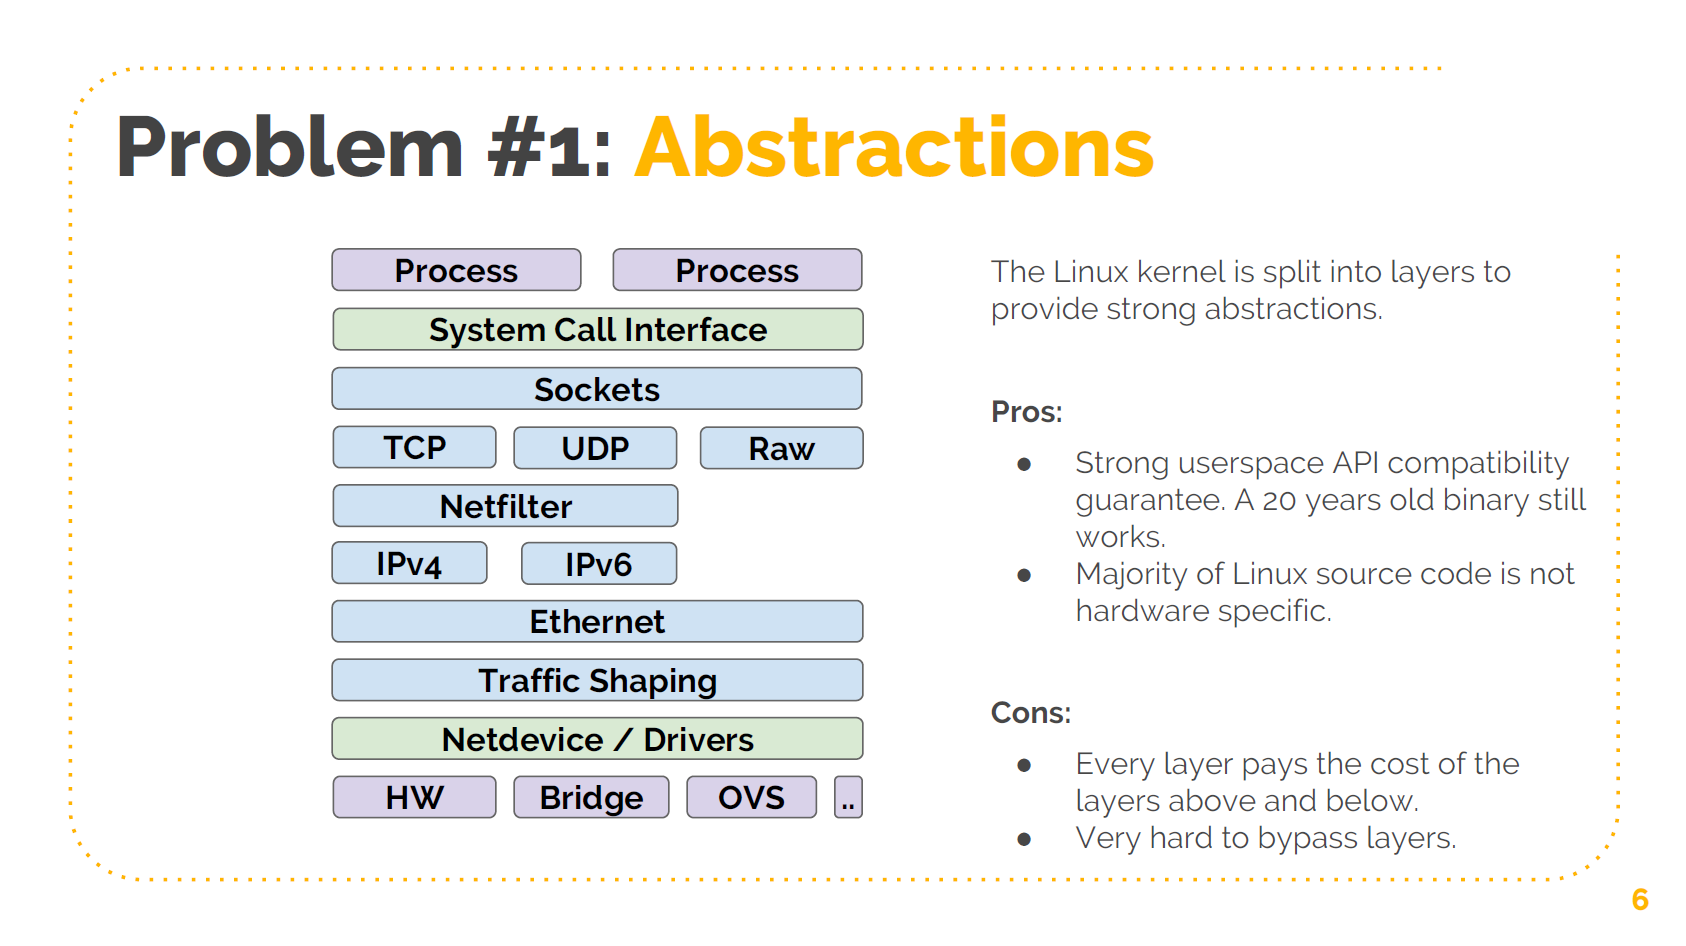 Problem #1: Abstractions
Process Process
System Call Interface
Sockets
TCP UDP Raw
Netfilter
IPv4 IPv6
Ethernet
Traffic Shaping
Netdevice / Drivers
HW Bridge OVS ..
The Linux kernel is split into layers to
provide strong abstractions.
Pros:
● Strong userspace API compatibility
guarantee. A 20 years old binary still
works.
● Majority of Linux source code is not
hardware specific.
Cons:
● Every layer pays the cost of the
layers above and below.
● Very hard to bypass layers.
6